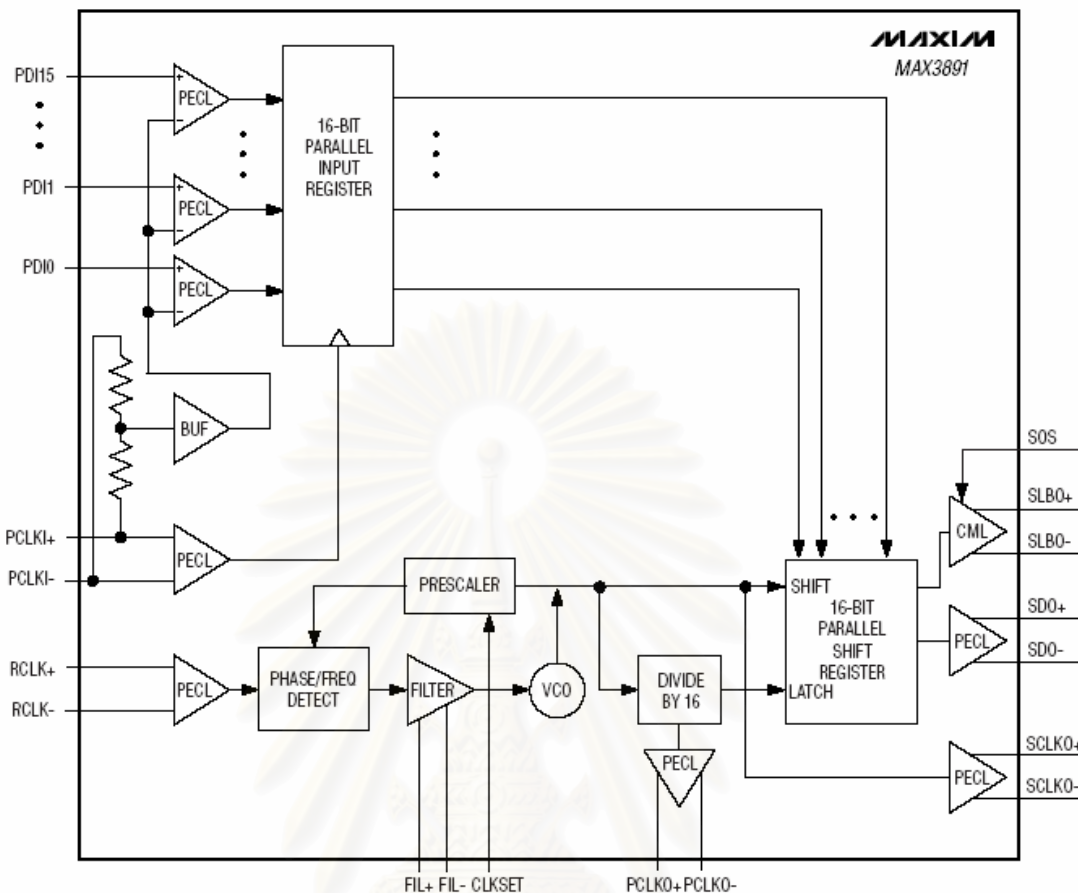 MAXIM
MAX3891
PDI15
PECL
+
-
16-BIT
PARALLEL
INPUT
REGISTER
PDI1
PECL
+
-
PDI0
PECL
+
-
BUF
SOS
SLBO+
CML
SLBO-
PCLKI+
PECL
PCLKI-
PRESCALER
SHIFT
16-BIT
PARALLEL
SHIFT
REGISTER
LATCH
SDO+
PECL
SDO-
RCLK+
PECL
RCLK-
PHASE/FREQ
DETECT
FILTER
VCO
DIVIDE
BY 16
PECL
SCLKO+
PECL
SCLKO-
FIL+ FIL- CLKSET
PCLKO+ PCLKO-